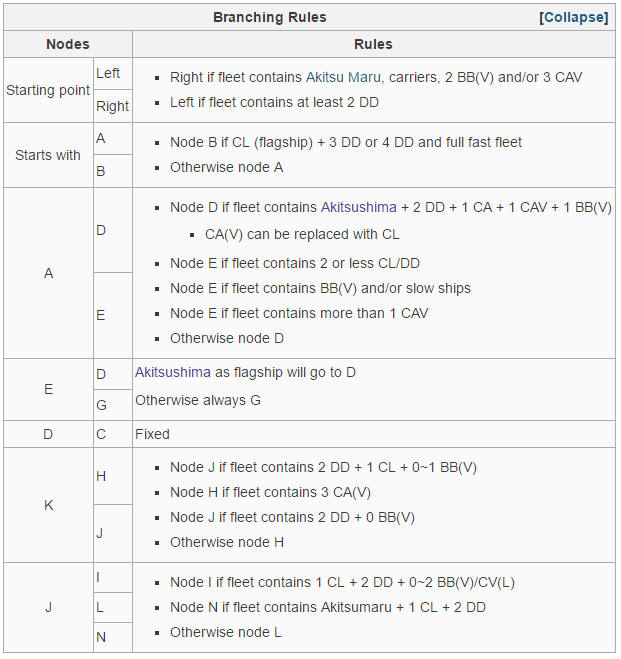 Branching Rules [Collapse]
Nodes Rules
Starting point
Left
Right
Right if fleet contains Akitsu Maru, carriers, 2 BB(V) and/or 3 CAV
Left if fleet contains at least 2 DD
Starts with
A
B
Node B if CL (flagship) + 3 DD or 4 DD and full fast fleet
Otherwise node A
A
D
E
Node D if fleet contains Akitsushima + 2 DD + 1 CA + 1 CAV + 1 BB(V)
CA(V) can be replaced with CL
Node E if fleet contains 2 or less CL/DD
Node E if fleet contains BB(V) and/or slow ships
Node E if fleet contains more than 1 CAV
Otherwise node D
E
D
G
Akitsushima as flagship will go to D
Otherwise always G
D C Fixed
K
H
J
Node J if fleet contains 2 DD + 1 CL + 0~1 BB(V)
Node H if fleet contains 3 CA(V)
Node J if fleet contains 2 DD + 0 BB(V)
Otherwise node H
J
I
L
N
Node I if fleet contains 1 CL + 2 DD + 0~2 BB(V)/CV(L)
Node N if fleet contains Akitsumaru + 1 CL + 2 DD
Otherwise node L